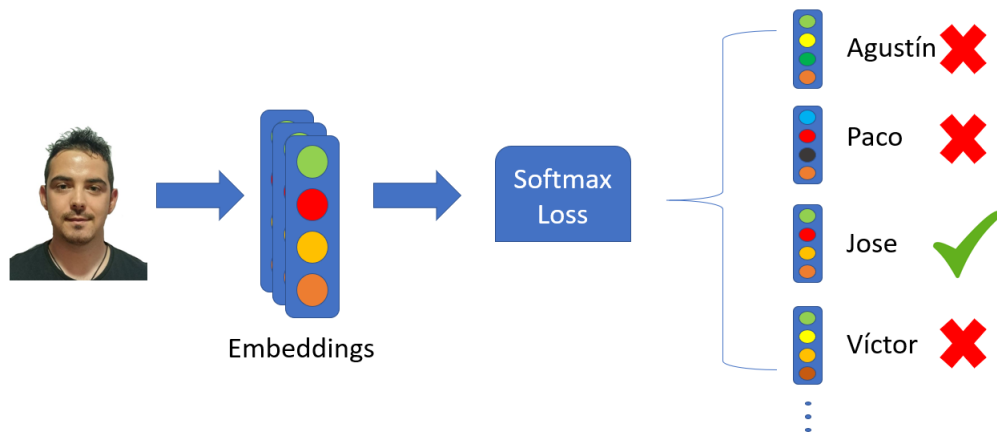 Agustín
Paco
Softmax
Loss
Jose
Embeddings
Víctor